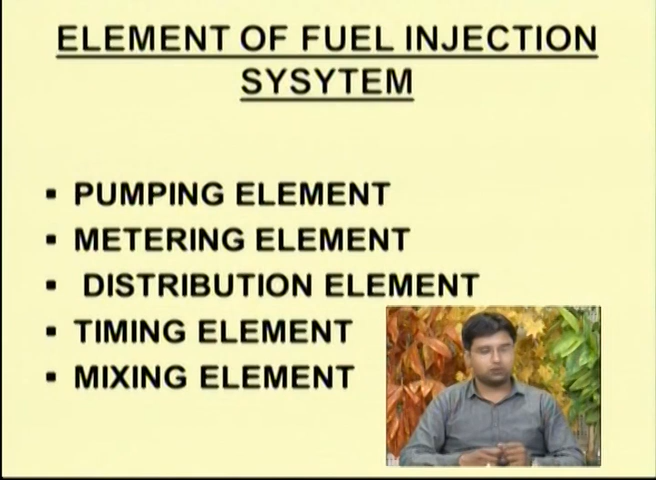 ELEMENT OF FUEL INJECTION
SYSYTEM
▪ PUMPING ELEMENT
▪ METERING ELEMENT
▪ DISTRIBUTION ELEMENT
▪ TIMING ELEMENT
▪ MIXING ELEMENT